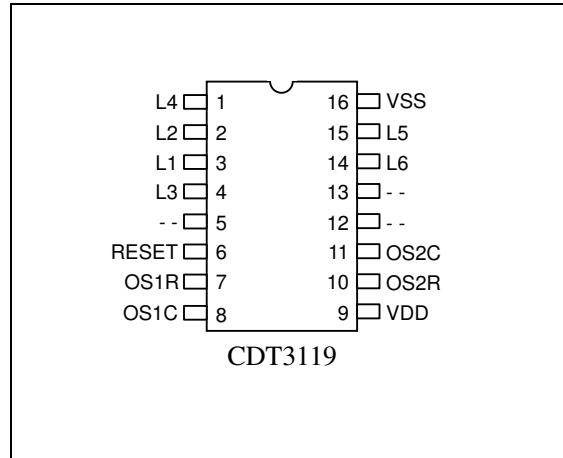 L4 1 16 VSS
L2 2 15 L5
L1 3 14 L6
L3 4 13 - -
- - 5 12 - -
RESET 6 11 OS2C
OS1R 7 10 OS2R
OS1C 8 9 VDD
CDT3119